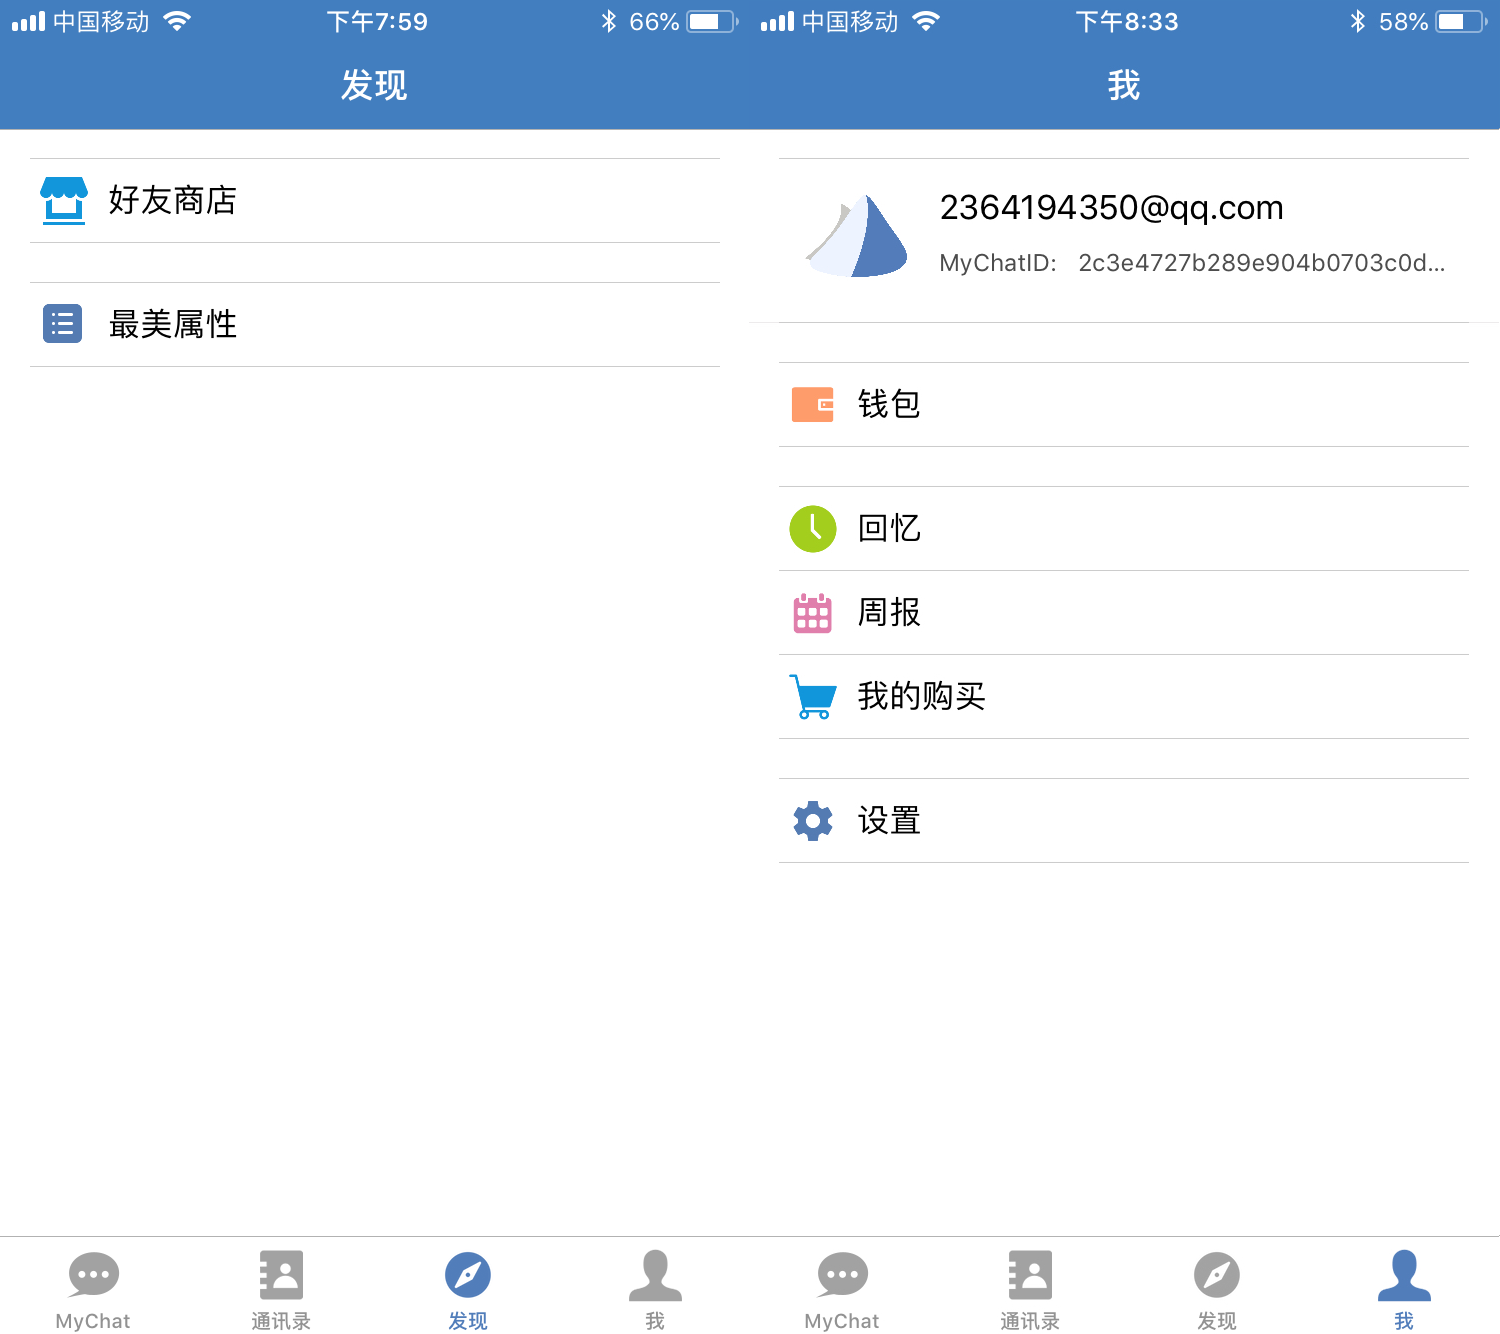 中国移动 下午7:59 66%
发现
好友商店
最美属性
MyChat 通讯录 发现 我
中国移动 下午8:33 58%
我
2364194350@qq.com
MyChatID: 2c3e4727b289e904b0703c0d...
钱包
回忆
周报
我的购买
设置
MyChat 通讯录 发现 我